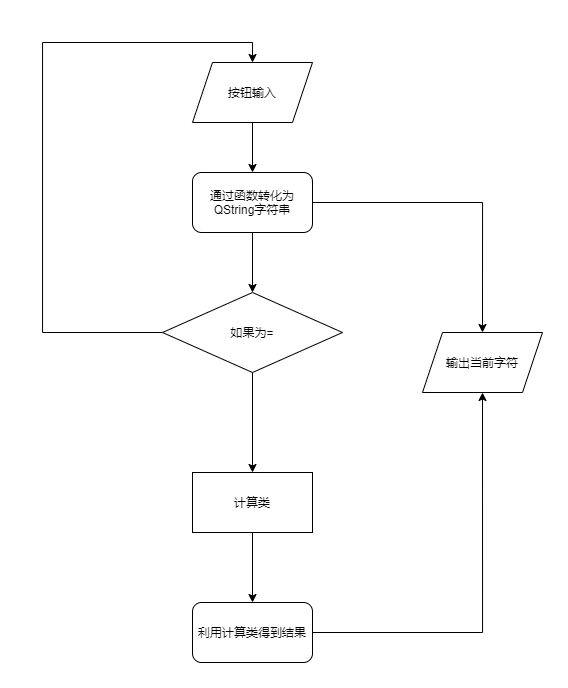 按钮输入
通过函数转化为
QString字符串
如果为=
输出当前字符
计算类
利用计算类得到结果